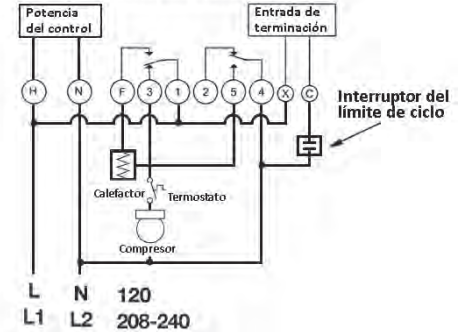 Potencia
del control
Entrada de
terminación
H N F 3 1 2 5 4 X C
Interruptor del
límite de ciclo
Calefactor
Termostato
Compresor
L N 120
L1 L2 208-240